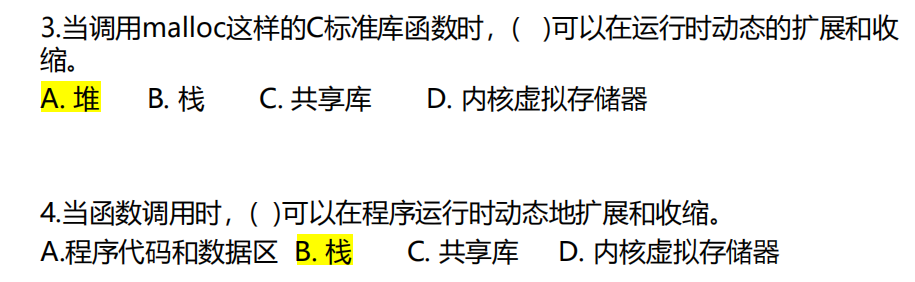 3.当调用malloc这样的C标准库函数时，(   )可以在运行时动态的扩展和收
缩。
A. 堆    B. 栈    C. 共享库    D. 内核虚拟存储器
4.当函数调用时，(  )可以在程序运行时动态地扩展和收缩。
A.程序代码和数据区  B. 栈    C. 共享库    D. 内核虚拟存储器